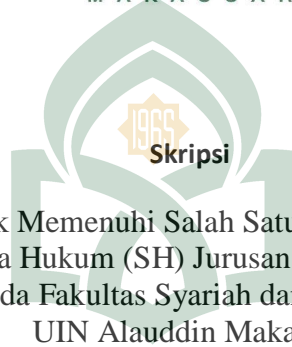 M A K A S S A R
1965
Skripsi
k Memenuhi Salah Satu
a Hukum (SH) Jurusan
da Fakultas Syariah da
UIN Alauddin Maka